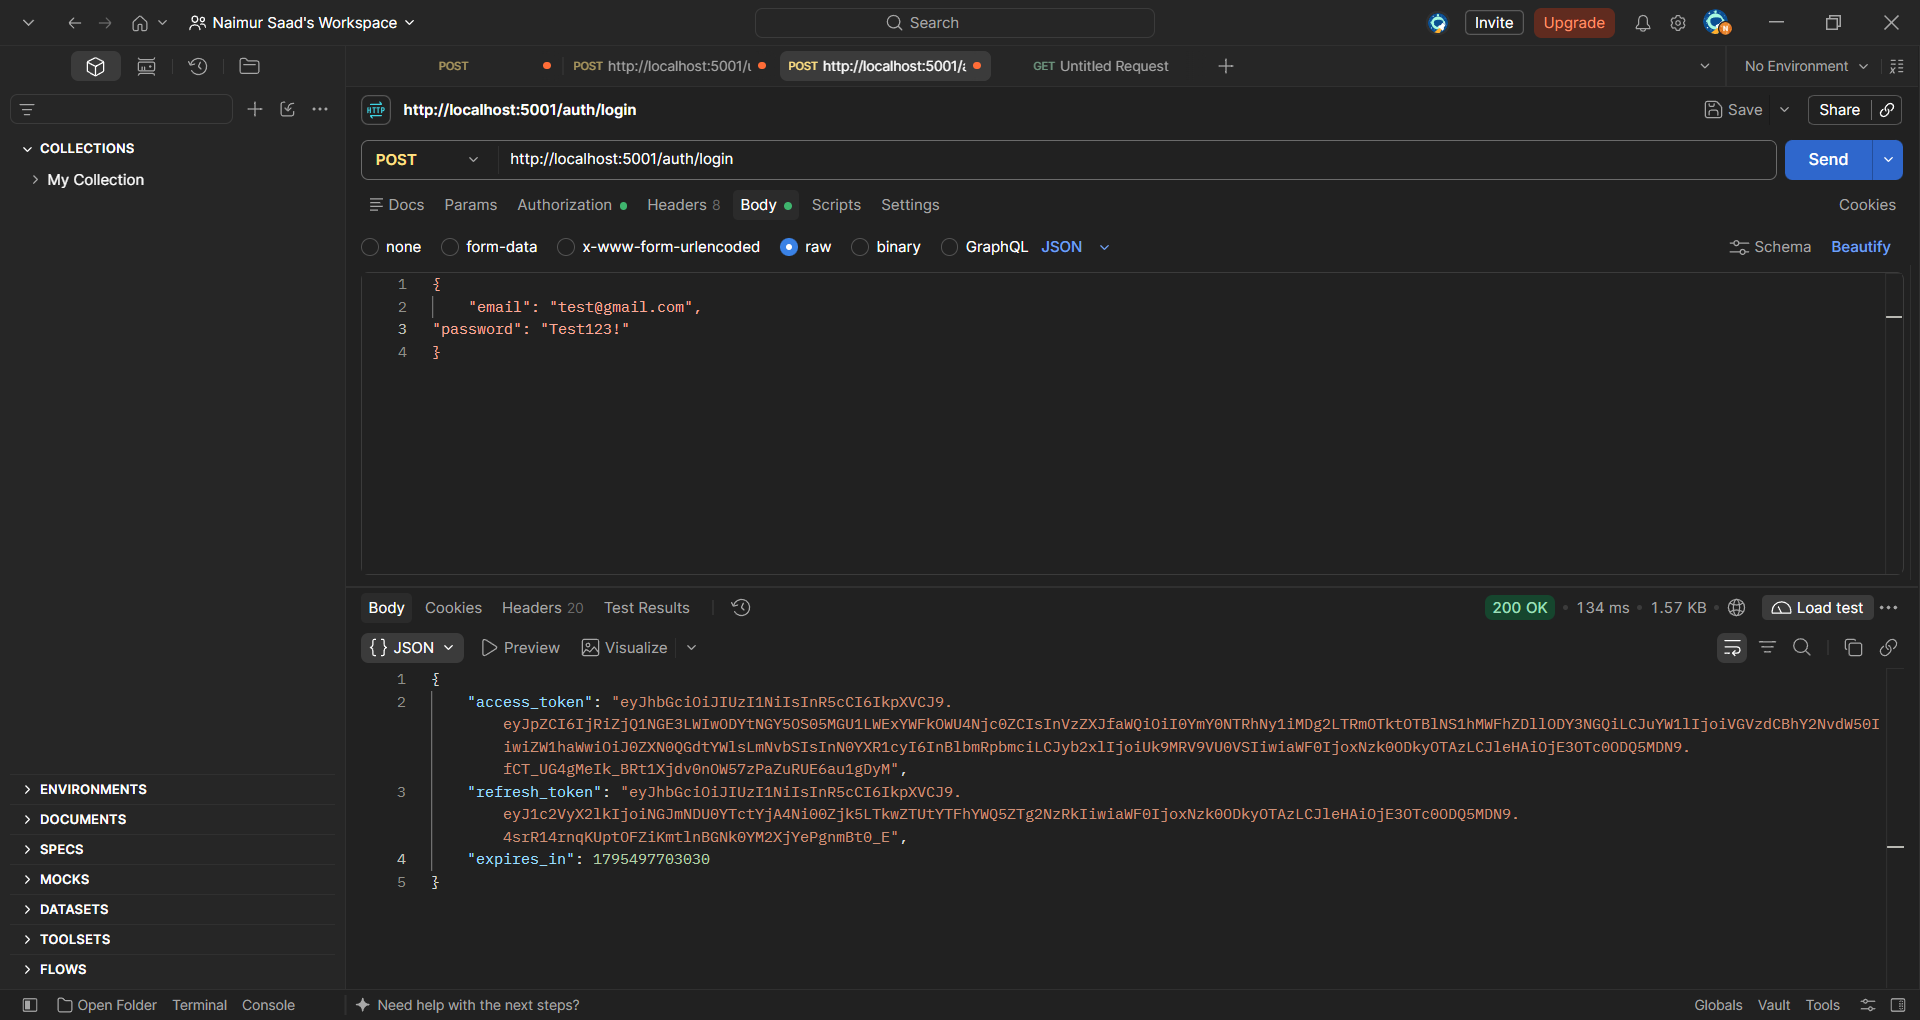 Naimur Saad's Workspace
Search
Invite
Upgrade
POST
POST http://localhost:5001/
POST http://localhost:5001/
GET Untitled Request
No Environment
HTTP http://localhost:5001/auth/login
Save
Share
COLLECTIONS
My Collection
POST http://localhost:5001/auth/login
Send
Docs Params Authorization Headers 8 Body Scripts Settings Cookies
none form-data x-www-form-urlencoded raw binary GraphQL JSON Schema Beautify
1 {
2 "email": "test@gmail.com",
3 "password": "Test123!"
4 }
Body Cookies Headers 20 Test Results 200 OK 134 ms 1.57 KB Load test
{} JSON Preview Visualize
1 {
2 "access_token": "eyJhbGciOiJIUzI1NiIsInR5cCI6IkpXVCJ9.
3 "refresh_token": "eyJhbGciOiJIUzI1NiIsInR5cCI6IkpXVCJ9.
4 "expires_in": 1795497703030
5 }
ENVIRONMENTS
DOCUMENTS
SPECS
MOCKS
DATASETS
TOOLSETS
FLOWS
Open Folder Terminal Console Need help with the next steps? Globals Vault Tools